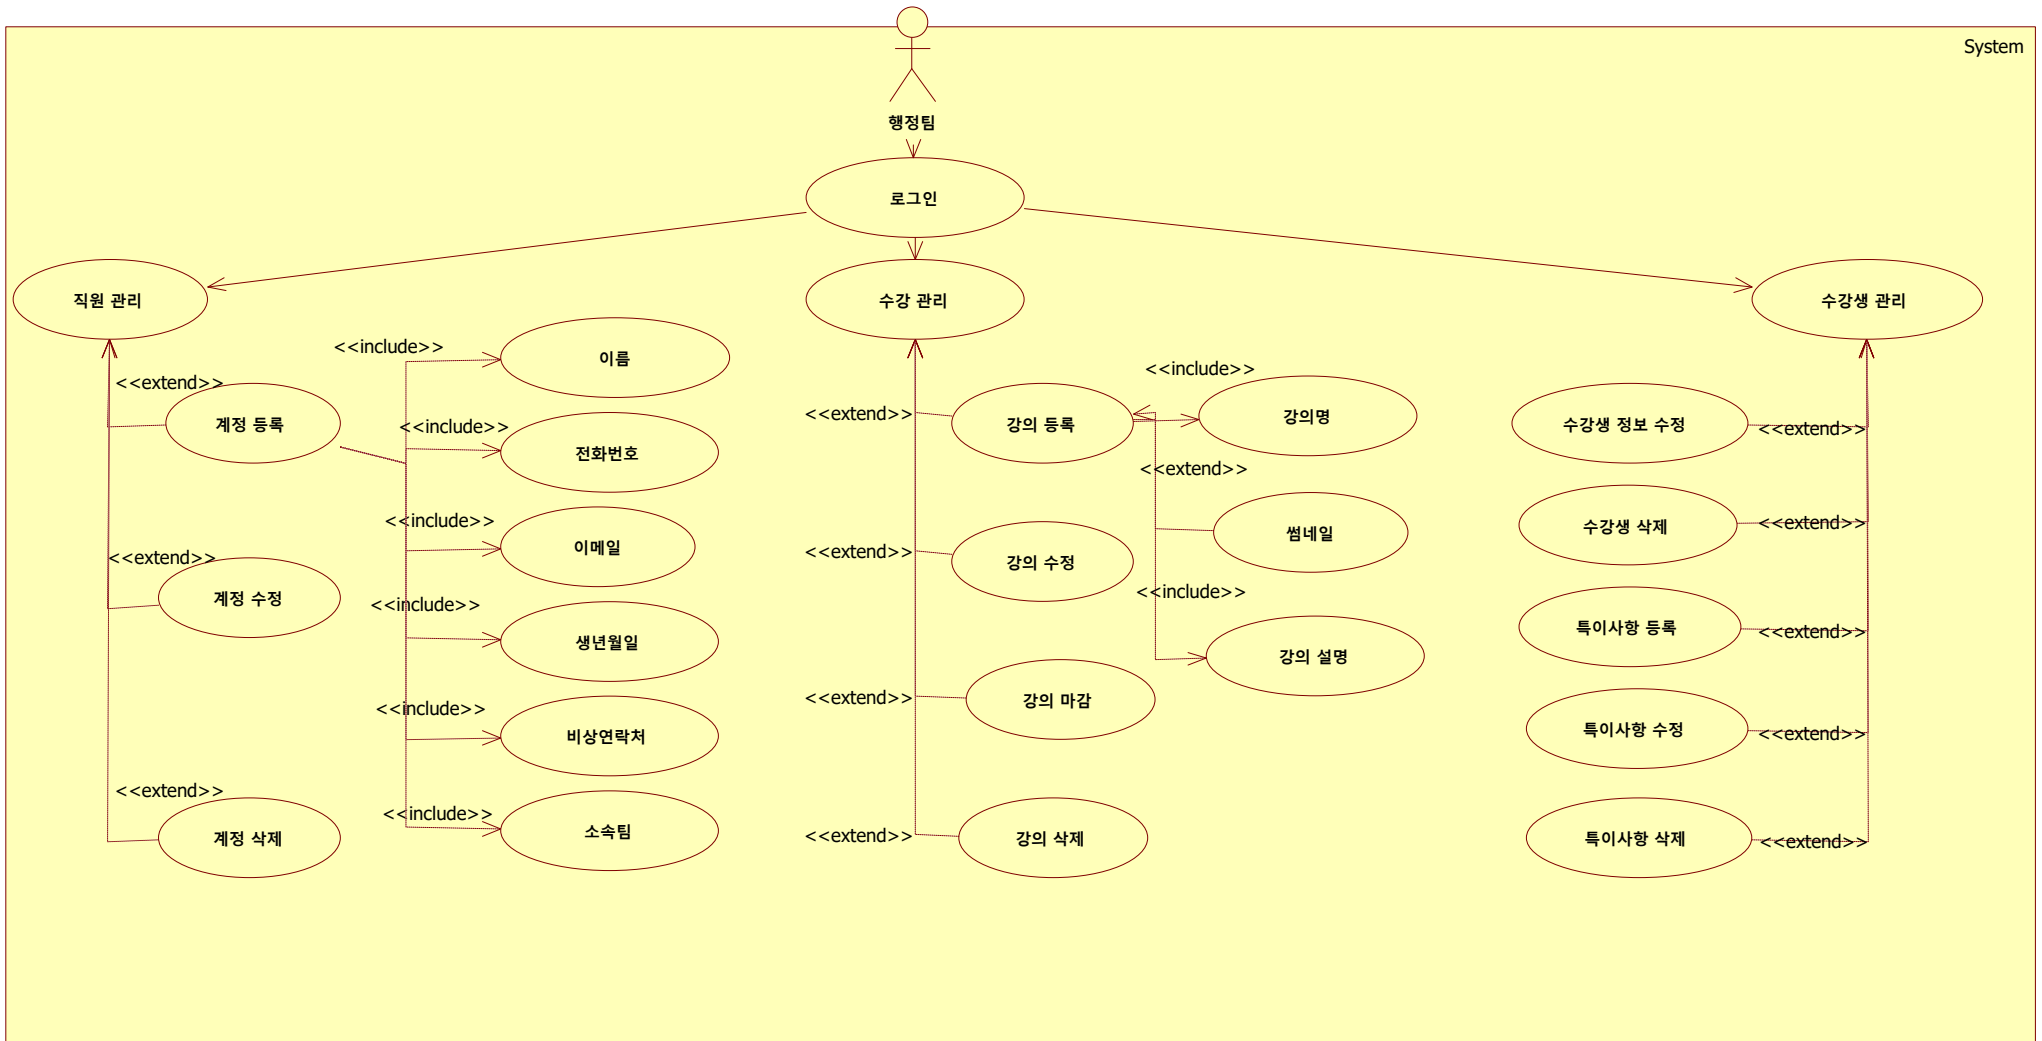 System
행정팀
로그인
직원 관리
수강 관리
수강생 관리
<<include>>
이름
<<extend>>
계정 등록
<<include>>
전화번호
<<include>>
이메일
<<extend>>
계정 수정
<<include>>
생년월일
<<include>>
비상연락처
<<extend>>
계정 삭제
<<include>>
소속팀
<<extend>>
강의 등록
<<include>>
강의명
<<extend>>
썸네일
<<extend>>
강의 수정
<<include>>
강의 설명
<<extend>>
강의 마감
<<extend>>
강의 삭제
수강생 정보 수정
<<extend>>
수강생 삭제
<<extend>>
특이사항 등록
<<extend>>
특이사항 수정
<<extend>>
특이사항 삭제
<<extend>>